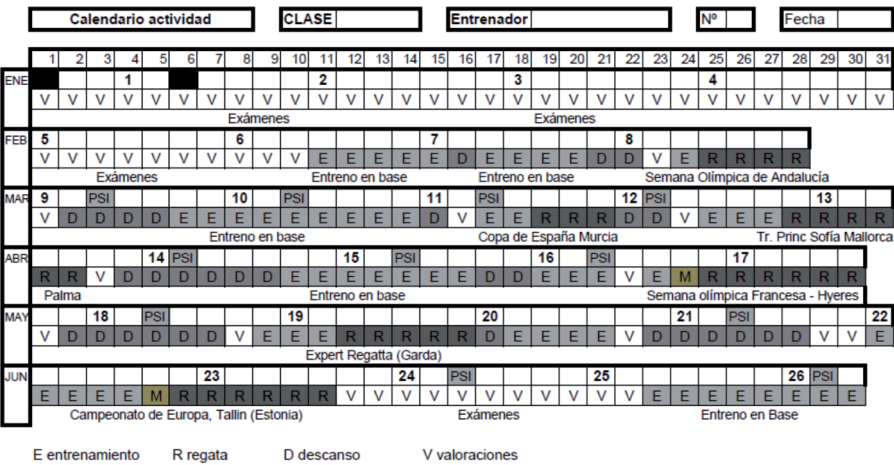 Calendario actividad CLASE Entrenador Nº Fecha
1 2 3 4 5 6 7 8 9 10 11 12 13 14 15 16 17 18 19 20 21 22 23 24 25 26 27 28 29 30 31
ENE 1 2 3 4
V V V V V V V V V V V V V V V V V V V V V V V V V V V V V V V
Exámenes Exámenes
FEB 5 6 7 8
V V V V V V V V V V E E E E E D E E E E D D V E R R R R
Exámenes Entreno en base Entreno en base Semana Olímpica de Andalucía
MAR 9 PSI 10 PSI 11 PSI 12 PSI 13
V D D D D E E E E E E E E E D V E E R R R D D V E E E R R R R
Entreno en base Copa de España Murcia Tr. Princ Sofía Mallorca
ABR 14 PSI 15 PSI 16 PSI 17
R R V D D D D D D E E E E E E E D D E E E V E M R R R R R R
Palma Entreno en base Semana olímpica Francesa - Hyeres
MAY 18 PSI 19 20 21 PSI 22
V D D D D D D V E E E R R R R R D E E E E V D D D D D D V V E
Expert Regatta (Garda)
JUN 23 24 PSI 25 26 PSI
E E E E M R R R R R R V V V V V V V V V V V E E E E E E E E
Campeonato de Europa, Tallin (Estonia) Exámenes Entreno en Base
E entrenamiento R regata D descanso V valoraciones